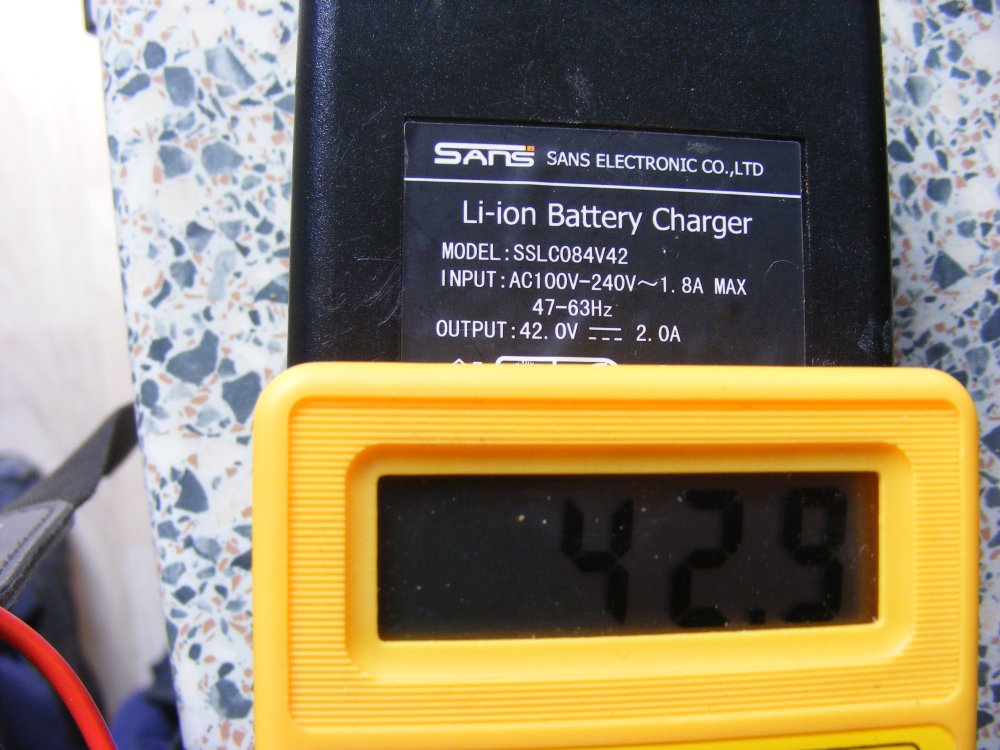 SANS SANS ELECTRONIC CO.,LTD
Li-ion Battery Charger
MODEL:SSLC084V42
INPUT:AC100V-240V～1.8A MAX
47-63Hz
OUTPUT:42.0V ⎓ 2.0A
42.9